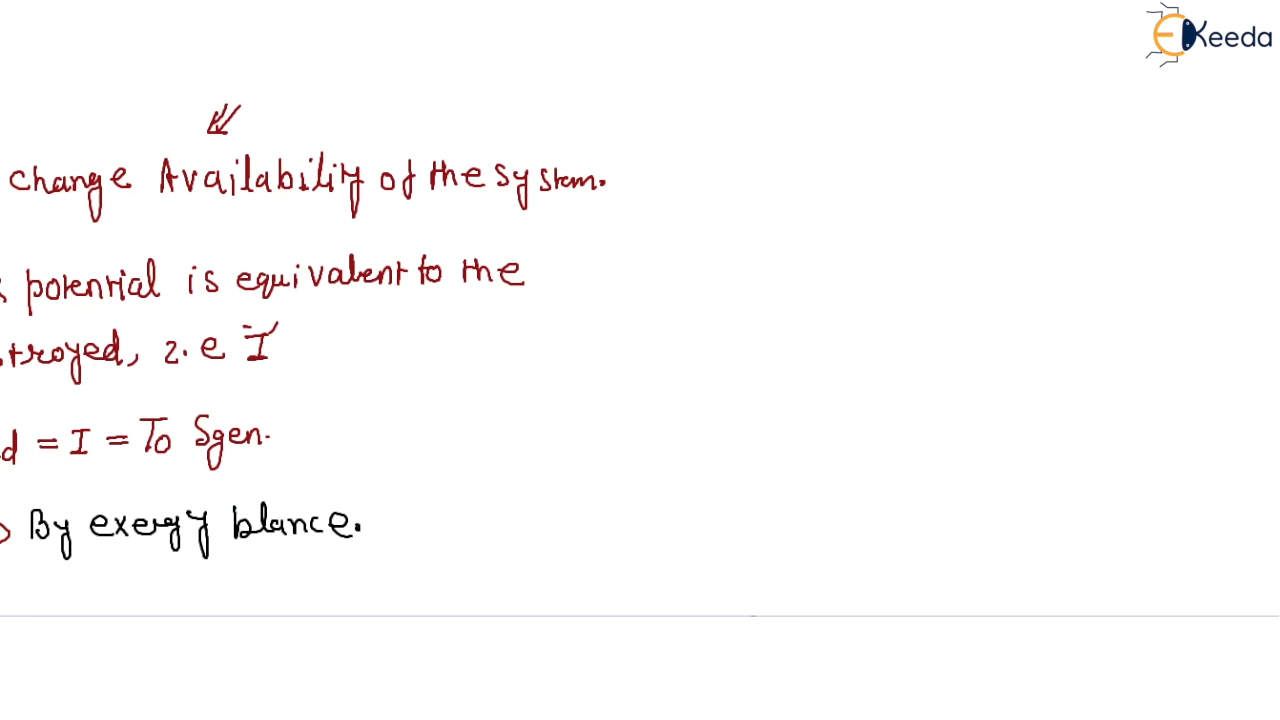 Keeda
change Availability of the system.
potential is equivalent to the
troyed, i.e I
d = I = To Sgen.
By exergy blance.